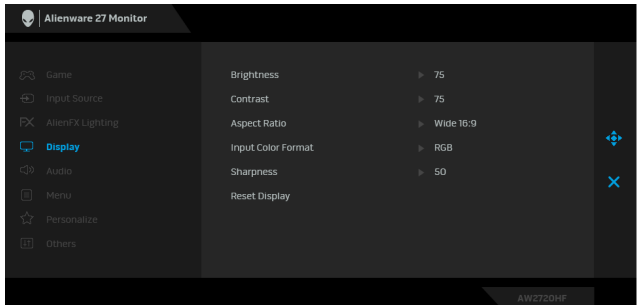 Alienware 27 Monitor
Game
Input Source
FX AlienFX Lighting
Display
Audio
Menu
Personalize
Others
Brightness 75
Contrast 75
Aspect Ratio Wide 16:9
Input Color Format RGB
Sharpness 50
Reset Display
AW2720HF